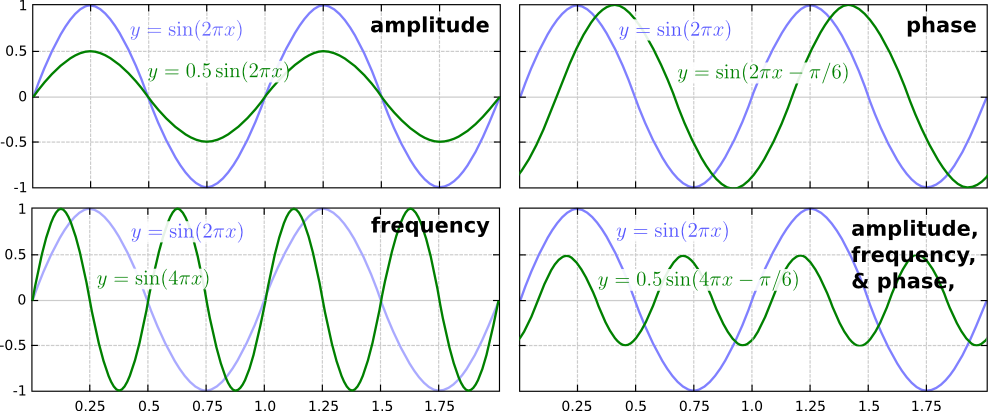 amplitude
y = sin(2πx)
y = 0.5 sin(2πx)
1
0.5
0
-0.5
-1
phase
y = sin(2πx)
y = sin(2πx − π/6)
frequency
y = sin(2πx)
y = sin(4πx)
1
0.5
0
-0.5
-1
0.25 0.5 0.75 1.0 1.25 1.5 1.75
amplitude,
frequency,
& phase,
y = sin(2πx)
y = 0.5 sin(4πx − π/6)
0.25 0.5 0.75 1.0 1.25 1.5 1.75